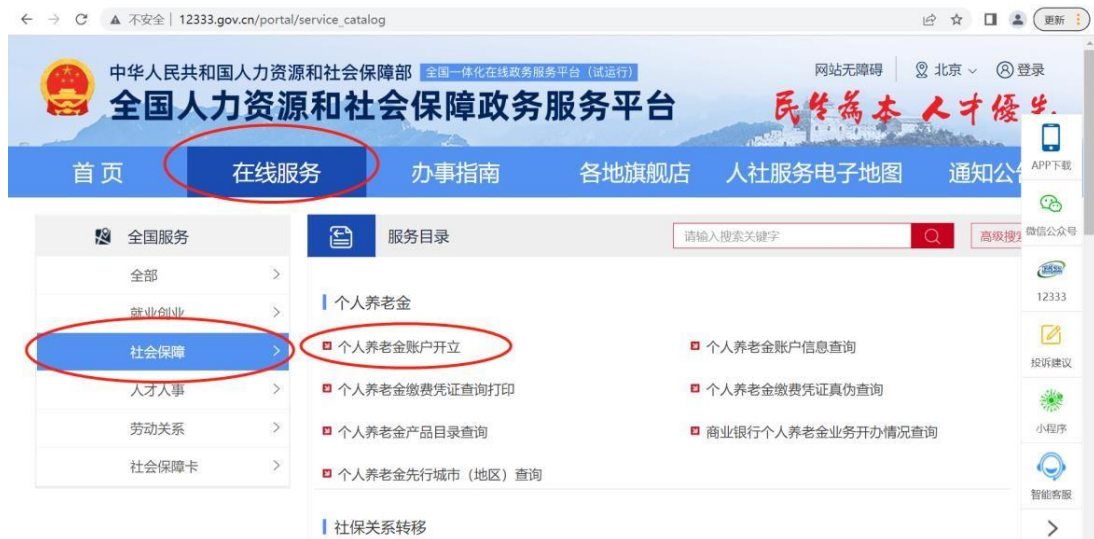 不安全 | 12333.gov.cn/portal/service_catalog
更新
中华人民共和国人力资源和社会保障部 全国一体化在线政务服务平台（试运行）
网站无障碍 北京 登录
全国人力资源和社会保障政务服务平台
民生为本 人才優先
首页 在线服务 办事指南 各地旗舰店 人社服务电子地图 通知公告
APP下载
微信公众号
12333
投诉建议
小程序
智能客服
全国服务
全部
就业创业
社会保障
人才人事
劳动关系
社会保障卡
服务目录
请输入搜索关键字
高级搜索
个人养老金
个人养老金账户开立
个人养老金账户信息查询
个人养老金缴费凭证查询打印
个人养老金缴费凭证真伪查询
个人养老金产品目录查询
商业银行个人养老金业务开办情况查询
个人养老金先行城市（地区）查询
社保关系转移